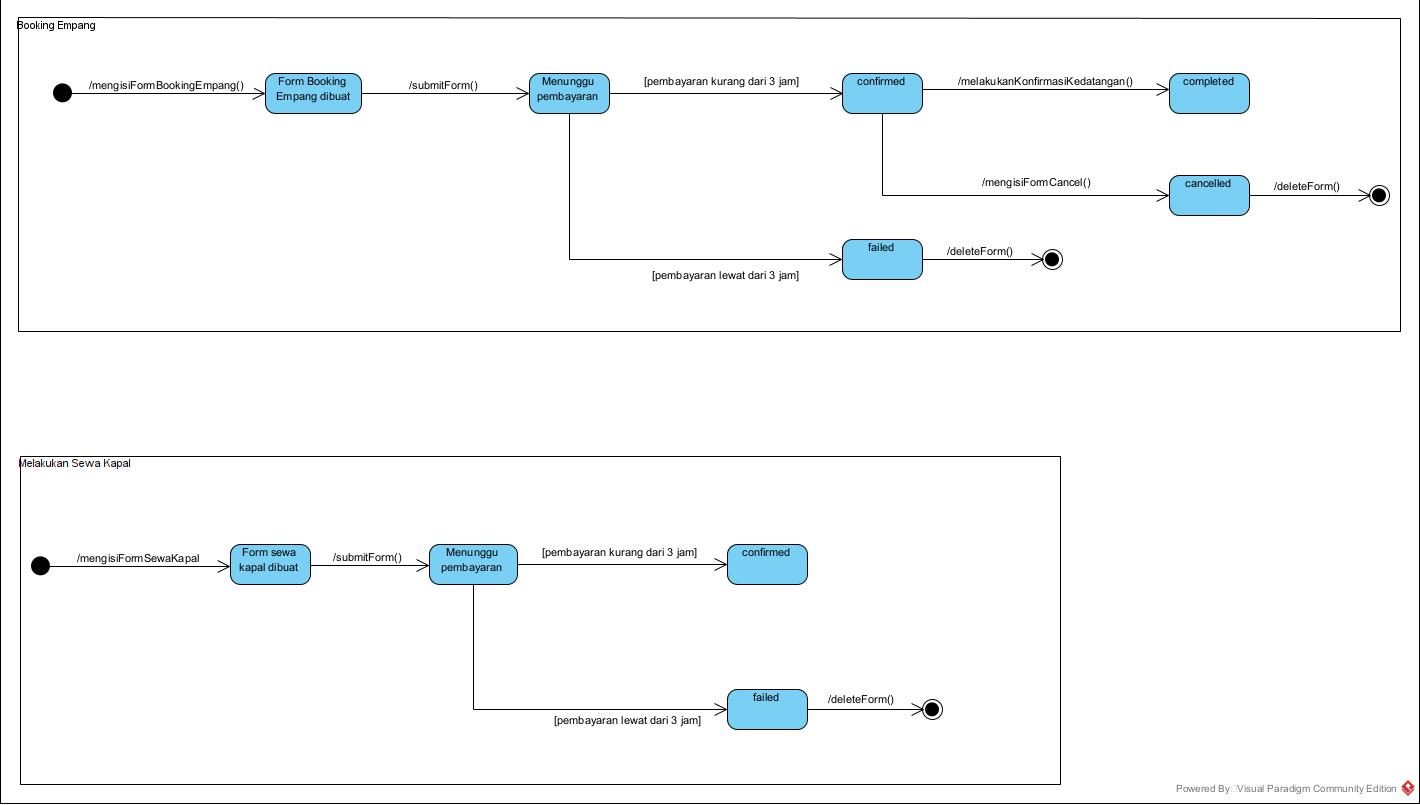 Booking Empang
/mengisiFormBookingEmpang()
Form Booking
Empang dibuat
/submitForm()
Menunggu
pembayaran
[pembayaran kurang dari 3 jam]
confirmed
/melakukanKonfirmasiKedatangan()
completed
/mengisiFormCancel()
cancelled
/deleteForm()
[pembayaran lewat dari 3 jam]
failed
/deleteForm()
Melakukan Sewa Kapal
/mengisiFormSewaKapal
Form sewa
kapal dibuat
/submitForm()
Menunggu
pembayaran
[pembayaran kurang dari 3 jam]
confirmed
[pembayaran lewat dari 3 jam]
failed
/deleteForm()
Powered By Visual Paradigm Community Edition